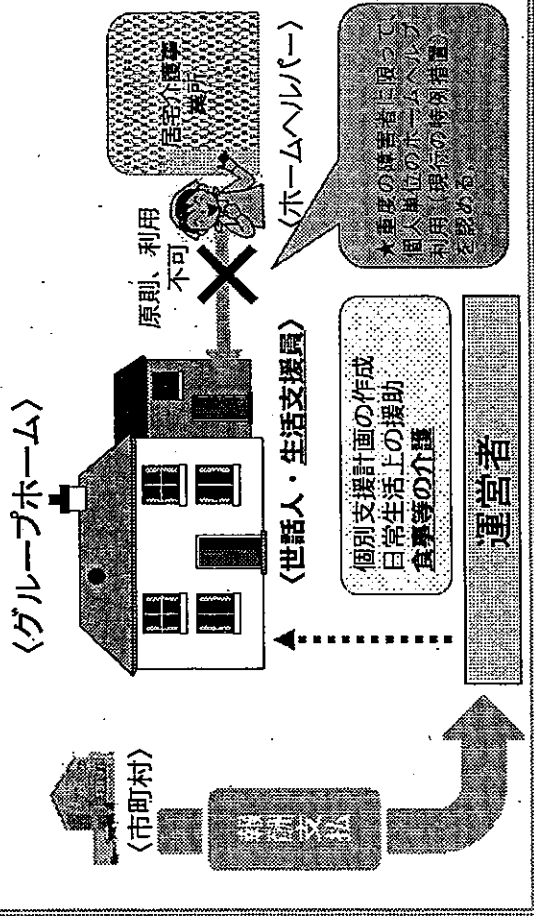 〈グループホーム〉
〈市町村〉
報酬支払
原則、利用
不可
居宅介護事
業所
〈ホームヘルパー〉
〈世話人・生活支援員〉
★重度の障害者に限って、
個人単位のホームヘルプ
利用（現行の特例措置）
を認める。
個別支援計画の作成
日常生活上の援助
食事等の介護
運営者